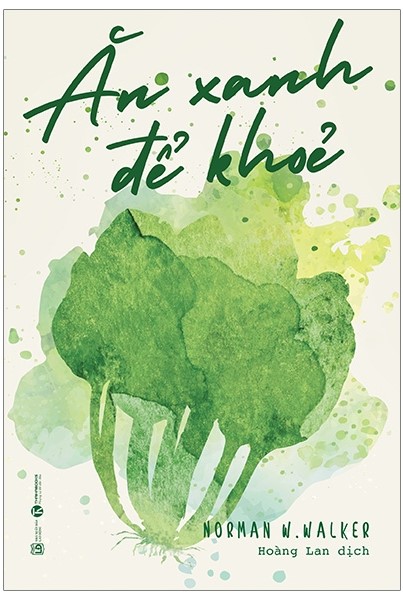 Ăn xanh
để khoẻ
NORMAN W.WALKER
Hoàng Lan dịch